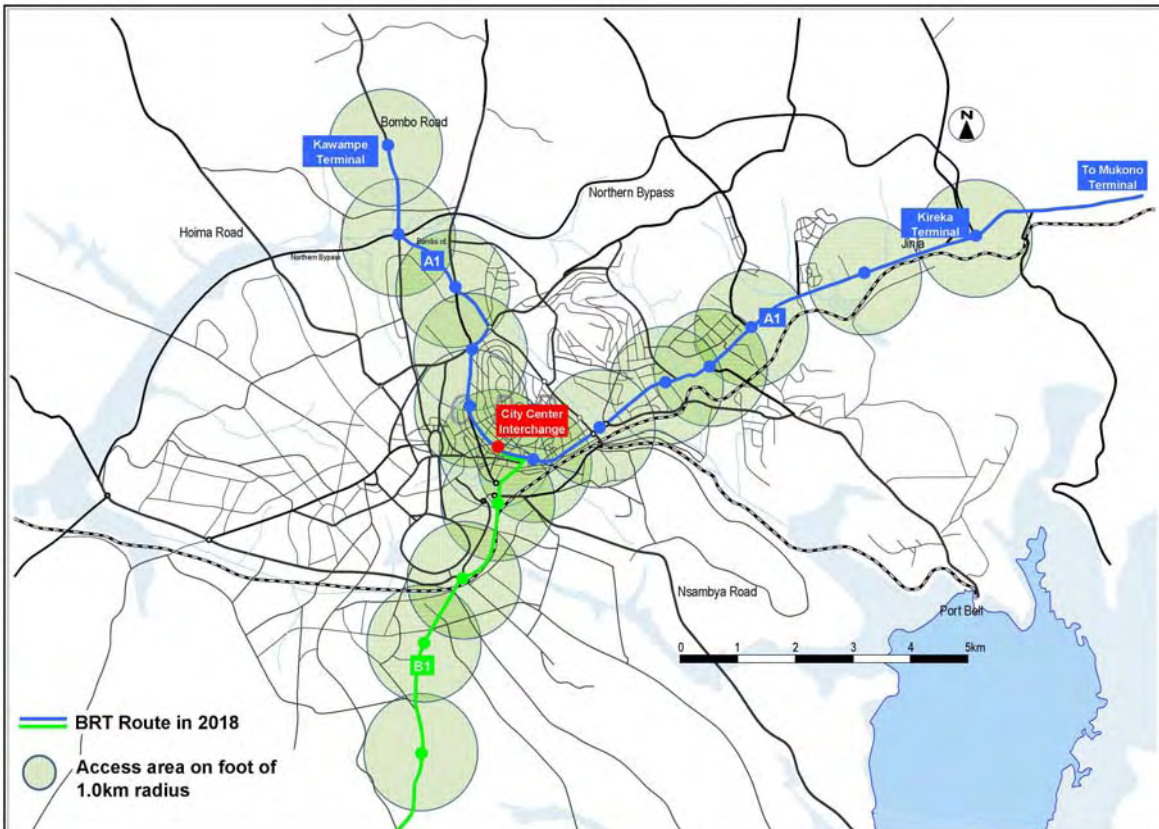 Bombo Road
Kawampe
Terminal
N
To Mukono
Terminal
Northern Bypass
Kireka
Terminal
Hoima Road
Jinja
Bombo rd.
Northern Bypass
A1
A1
City Center
Interchange
Nsambya Road
Port Bell
0 1 2 3 4 5km
B1
BRT Route in 2018
Access area on foot of
1.0km radius